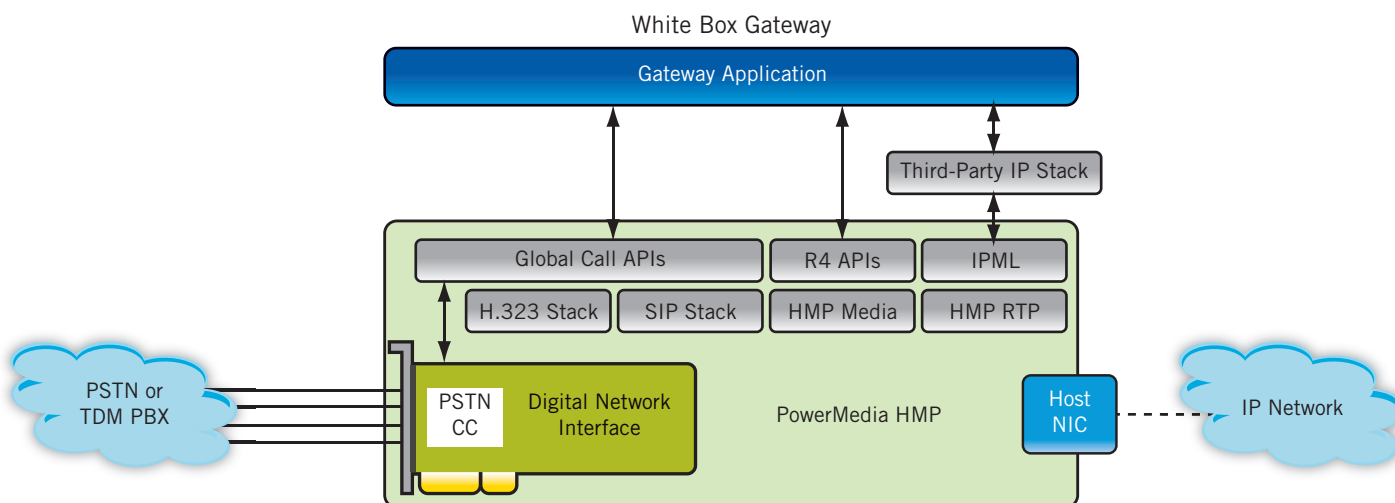 White Box Gateway
Gateway Application
Third-Party IP Stack
Global Call APIs
R4 APIs
IPML
H.323 Stack
SIP Stack
HMP Media
HMP RTP
PSTN or
TDM PBX
PSTN
CC
Digital Network
Interface
PowerMedia HMP
Host
NIC
IP Network